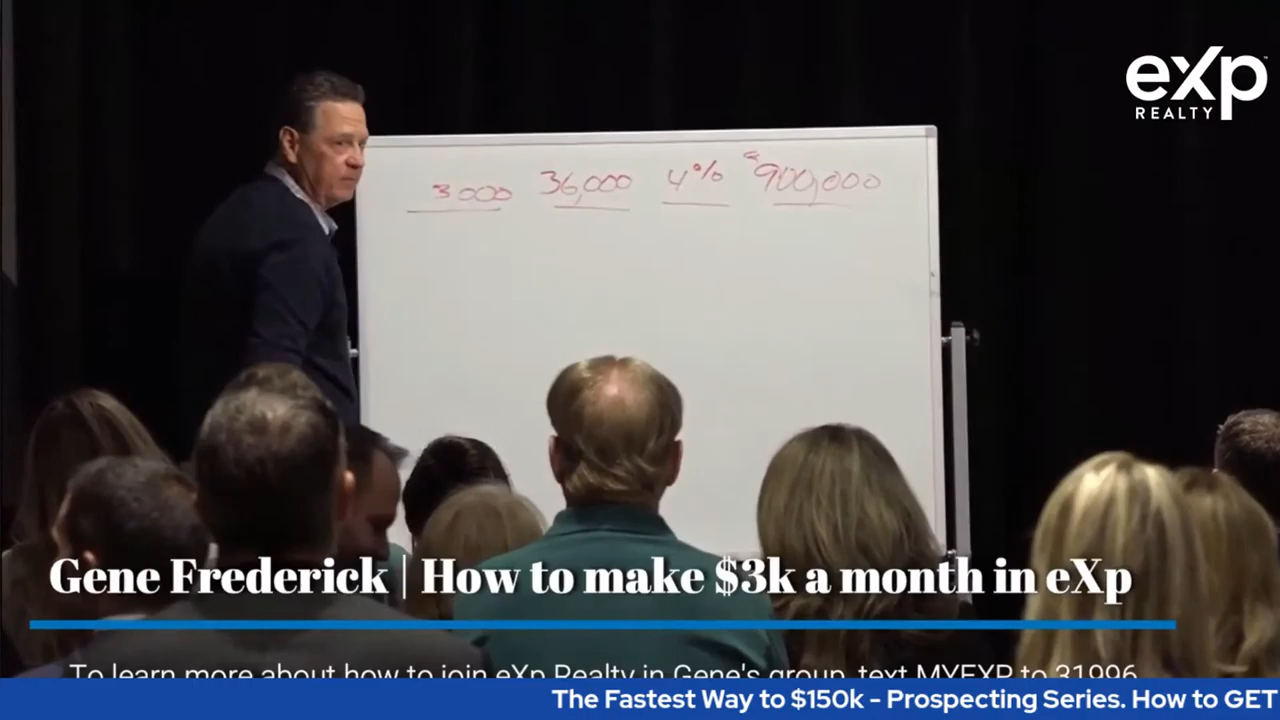 eXp
REALTY
3000 36,000 4% $900,000
Gene Frederick | How to make $3k a month in eXp
To learn more about how to join eXp Realty in Gene's group, text MYEXP to 31996
The Fastest Way to $150k - Prospecting Series. How to GET